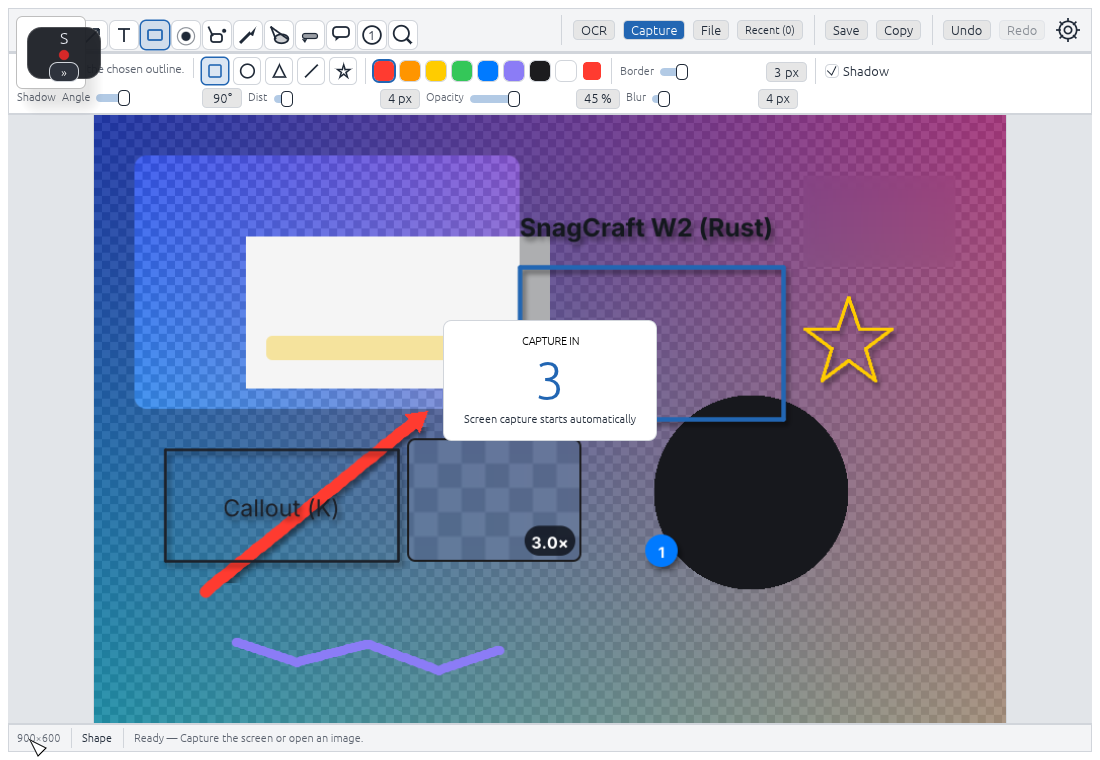 S
»
T
1
OCR
Capture
File
Recent (0)
Save
Copy
Undo
Redo
chosen outline.
Border
3 px
Shadow
Shadow Angle
90°
Dist
4 px
Opacity
45 %
Blur
4 px
SnagCraft W2 (Rust)
CAPTURE IN
3
Screen capture starts automatically
Callout (K)
3.0×
1
900×600
Shape
Ready — Capture the screen or open an image.